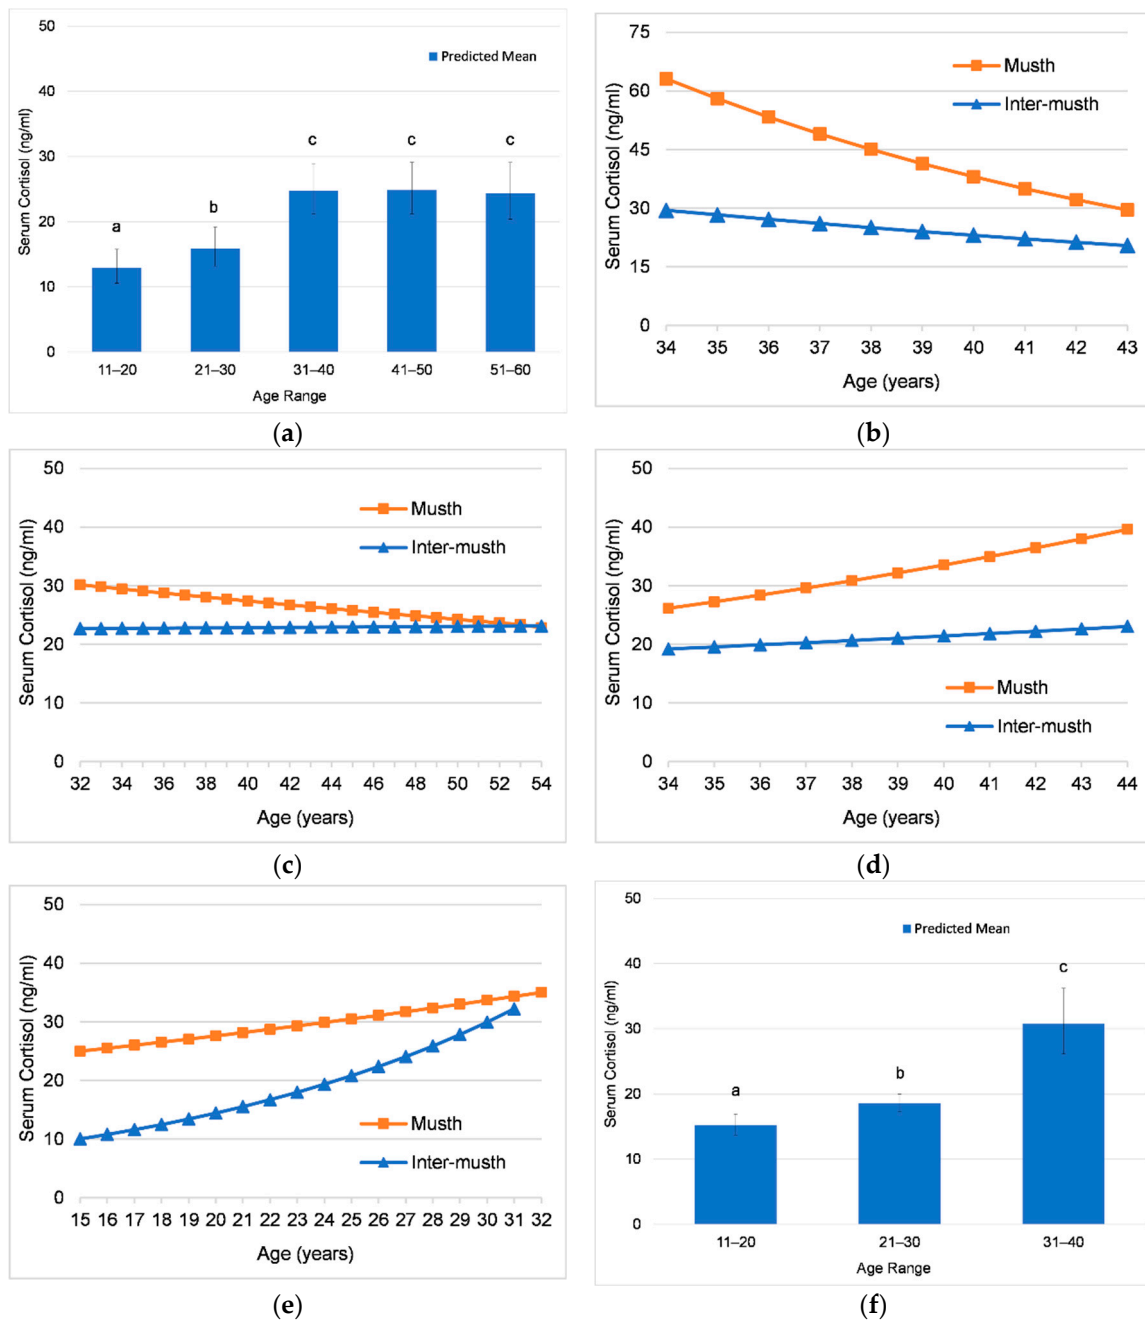 50
40
30
20
10
0
Serum Cortisol (ng/ml)
Predicted Mean
a
b
c
c
c
11–20 21–30 31–40 41–50 51–60
Age Range
(a)
75
60
45
30
15
0
Serum Cortisol (ng/ml)
Musth
Inter-musth
34 35 36 37 38 39 40 41 42 43
Age (years)
(b)
50
40
30
20
10
0
Serum Cortisol (ng/ml)
Musth
Inter-musth
32 34 36 38 40 42 44 46 48 50 52 54
Age (years)
(c)
50
40
30
20
10
0
Serum Cortisol (ng/ml)
Musth
Inter-musth
34 35 36 37 38 39 40 41 42 43 44
Age (years)
(d)
50
40
30
20
10
0
Serum Cortisol (ng/ml)
Musth
Inter-musth
15 16 17 18 19 20 21 22 23 24 25 26 27 28 29 30 31 32
Age (years)
(e)
50
40
30
20
10
0
Serum Cortisol (ng/ml)
Predicted Mean
a
b
c
11–20 21–30 31–40
Age Range
(f)